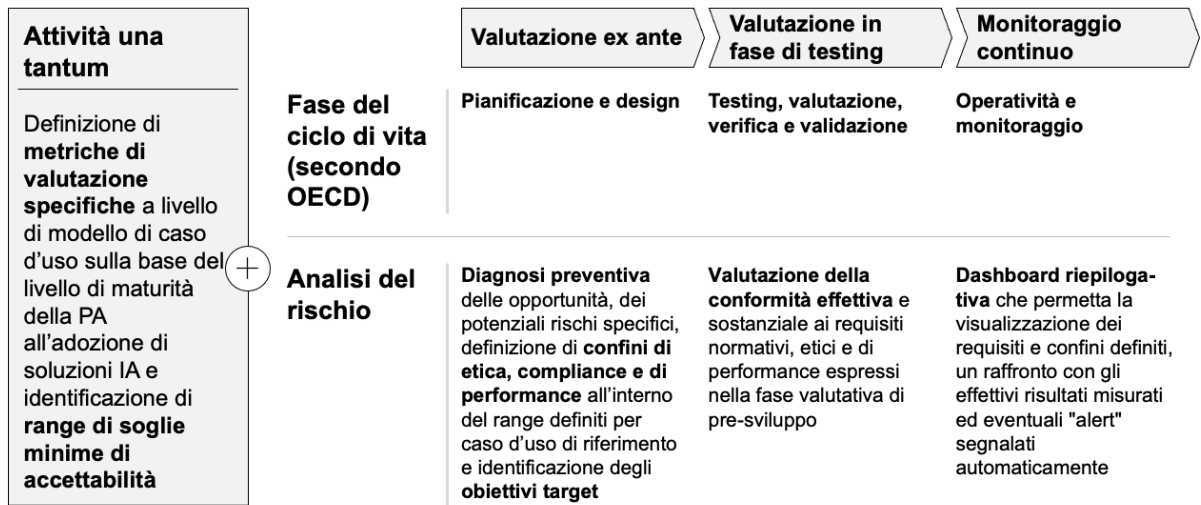 Attività una
tantum
Definizione di
metriche di
valutazione
specifiche a livello
di modello di caso
d'uso sulla base del
livello di maturità
della PA
all'adozione di
soluzioni IA e
identificazione di
range di soglie
minime di
accettabilità
+
Valutazione ex ante
Valutazione in
fase di testing
Monitoraggio
continuo
Fase del
ciclo di vita
(secondo
OECD)
Pianificazione e design
Testing, valutazione,
verifica e validazione
Operatività e
monitoraggio
Analisi del
rischio
Diagnosi preventiva
delle opportunità, dei
potenziali rischi specifici,
definizione di confini di
etica, compliance e di
performance all'interno
del range definiti per
caso d'uso di riferimento
e identificazione degli
obiettivi target
Valutazione della
conformità effettiva e
sostanziale ai requisiti
normativi, etici e di
performance espressi
nella fase valutativa di
pre-sviluppo
Dashboard riepiloga-
tiva che permetta la
visualizzazione dei
requisiti e confini definiti,
un raffronto con gli
effettivi risultati misurati
ed eventuali "alert"
segnalati
automaticamente